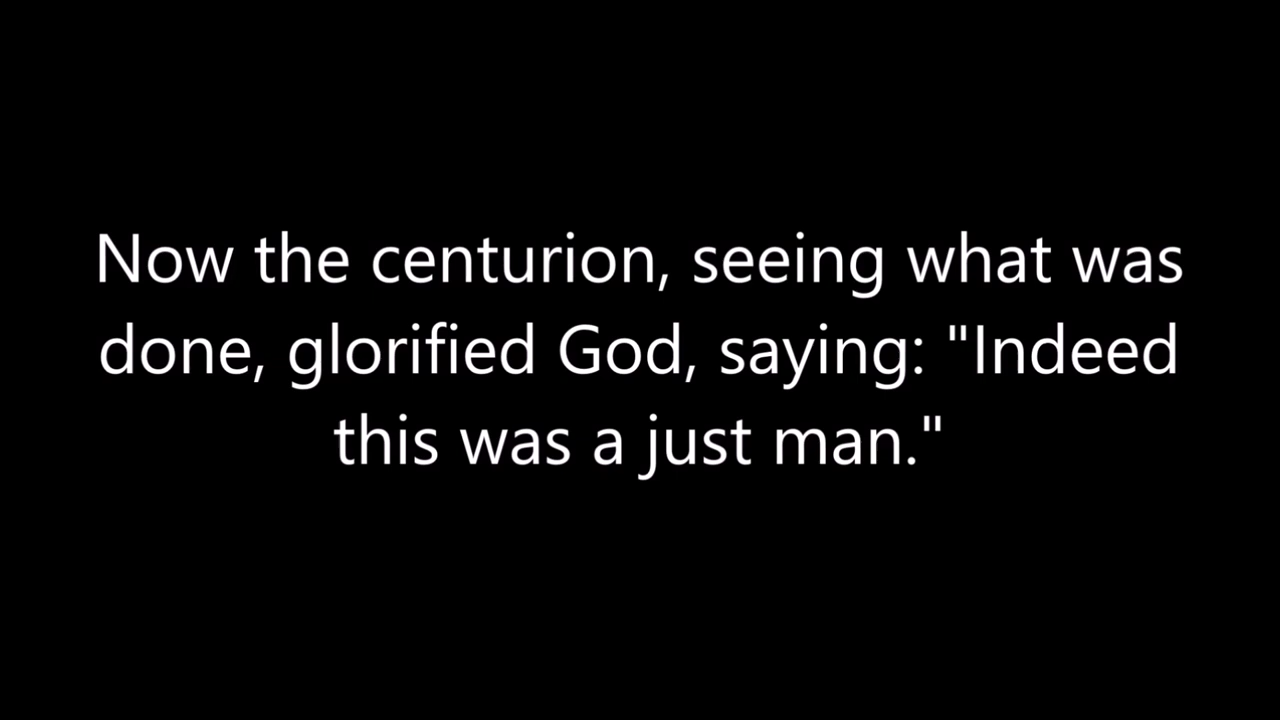 Now the centurion, seeing what was
done, glorified God, saying: "Indeed
this was a just man."